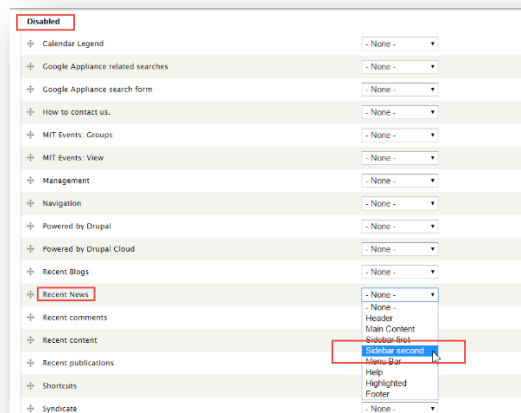 Disabled
Calendar Legend - None -
Google Appliance related searches - None -
Google Appliance search form - None -
How to contact us. - None -
MIT Events: Groups - None -
MIT Events: View - None -
Management - None -
Navigation - None -
Powered by Drupal - None -
Powered by Drupal Cloud - None -
Recent Blogs - None -
Recent News - None -
- None -
Recent comments Header
Main Content
Recent content Sidebar first
Sidebar second
Recent publications Menu Bar
Help
Shortcuts Highlighted
Footer
Syndicate - None -